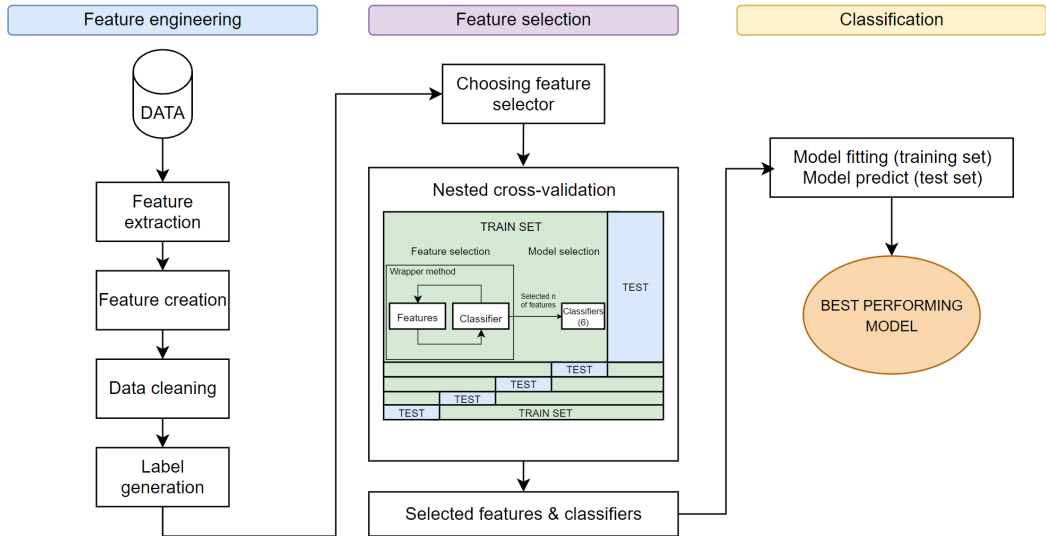 Feature engineering
Feature selection
Classification
DATA
Feature
extraction
Feature creation
Data cleaning
Label
generation
Choosing feature
selector
Nested cross-validation
TRAIN SET
Feature selection
Model selection
Wrapper method
Features
Classifier
Selected n
of features
Classifiers
(6)
TEST
TEST
TEST
TEST
TEST
TRAIN SET
Selected features & classifiers
Model fitting (training set)
Model predict (test set)
BEST PERFORMING
MODEL